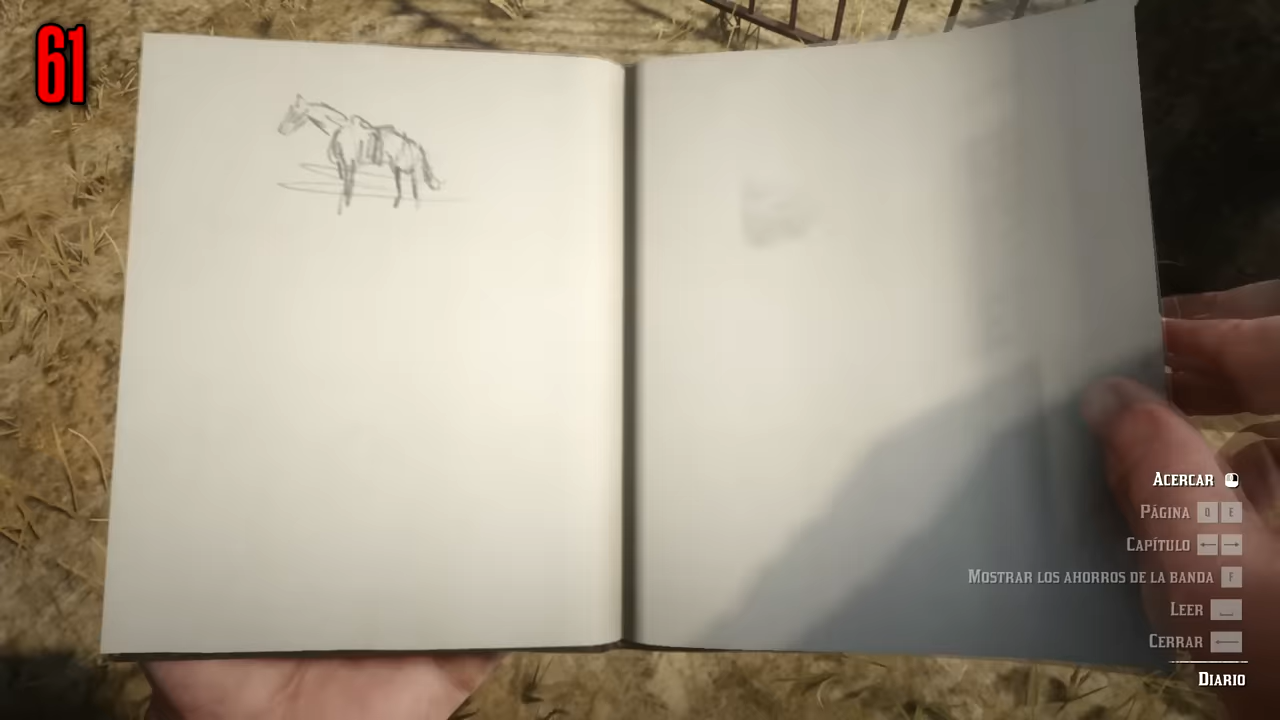 61
ACERCAR
PÁGINA Q E
CAPÍTULO ← →
MOSTRAR LOS AHORROS DE LA BANDA F
LEER
CERRAR ←
DIARIO